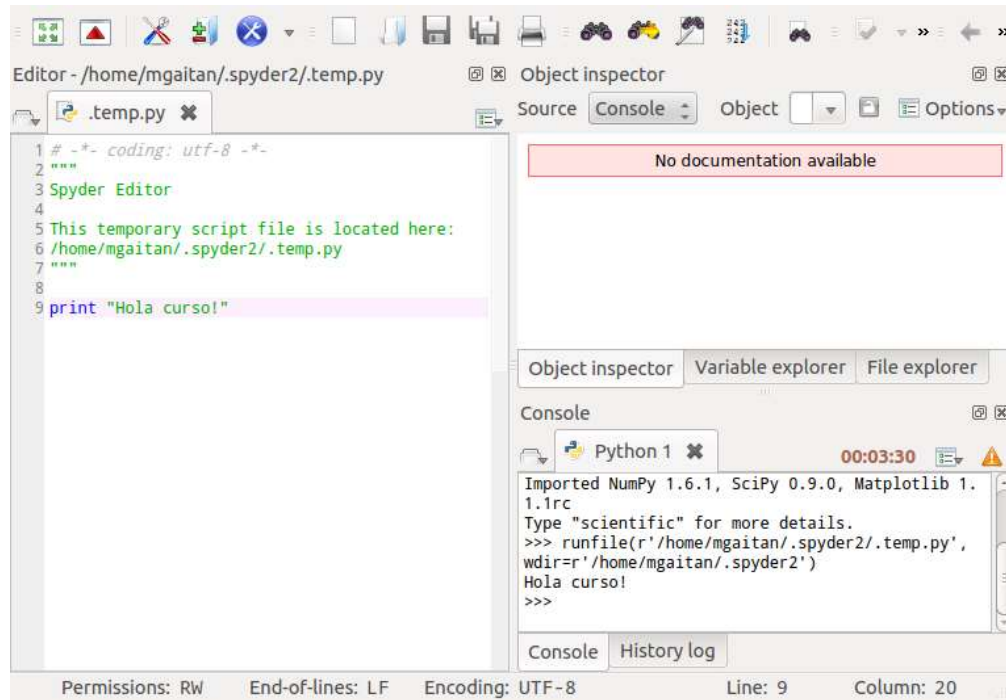 Editor - /home/mgaitan/.spyder2/.temp.py
.temp.py
1 # -*- coding: utf-8 -*-
2 """
3 Spyder Editor
4
5 This temporary script file is located here:
6 /home/mgaitan/.spyder2/.temp.py
7 """
8
9 print "Hola curso!"
Object inspector
Source Console Object Options
No documentation available
Object inspector Variable explorer File explorer
Console
Python 1 00:03:30
Imported NumPy 1.6.1, SciPy 0.9.0, Matplotlib 1.
1.1rc
Type "scientific" for more details.
>>> runfile(r'/home/mgaitan/.spyder2/.temp.py',
wdir=r'/home/mgaitan/.spyder2')
Hola curso!
>>>
Console History log
Permissions: RW End-of-lines: LF Encoding: UTF-8 Line: 9 Column: 20